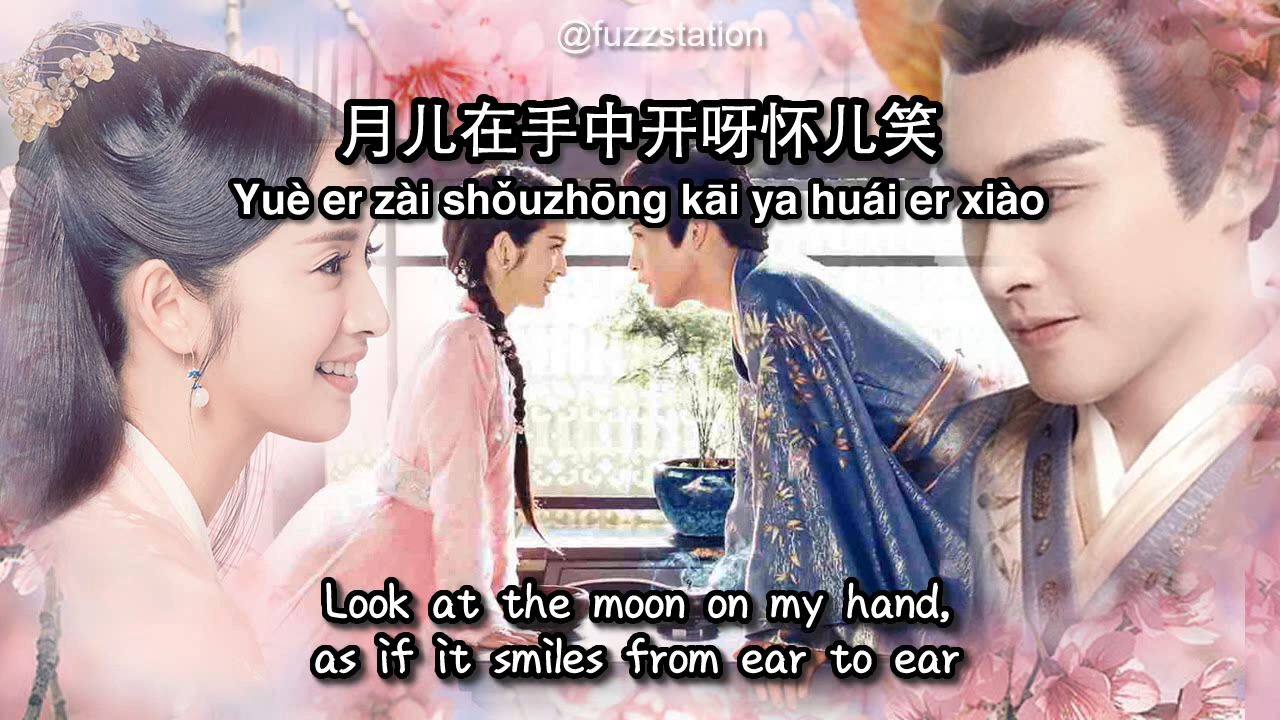 @fuzzstation
月儿在手中开呀怀儿笑
Yuè er zài shǒuzhōng kāi ya huái er xiào
Look at the moon on my hand,
as if it smiles from ear to ear